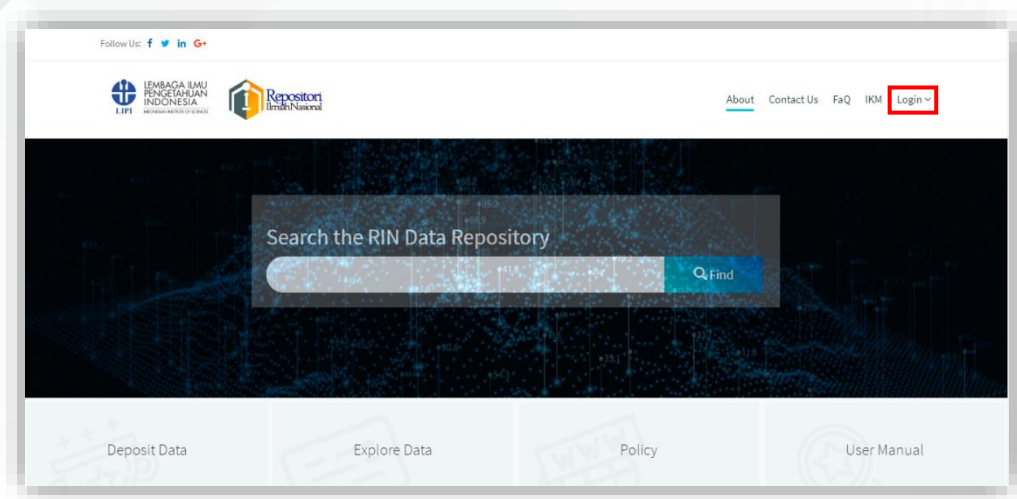 Follow Us: f in G+
LEMBAGA ILMU
PENGETAHUAN
INDONESIA
LIPI
Repositori
Ilmiah Nasional
About Contact Us FaQ IKM Login
Search the RIN Data Repository
Find
Deposit Data Explore Data Policy User Manual